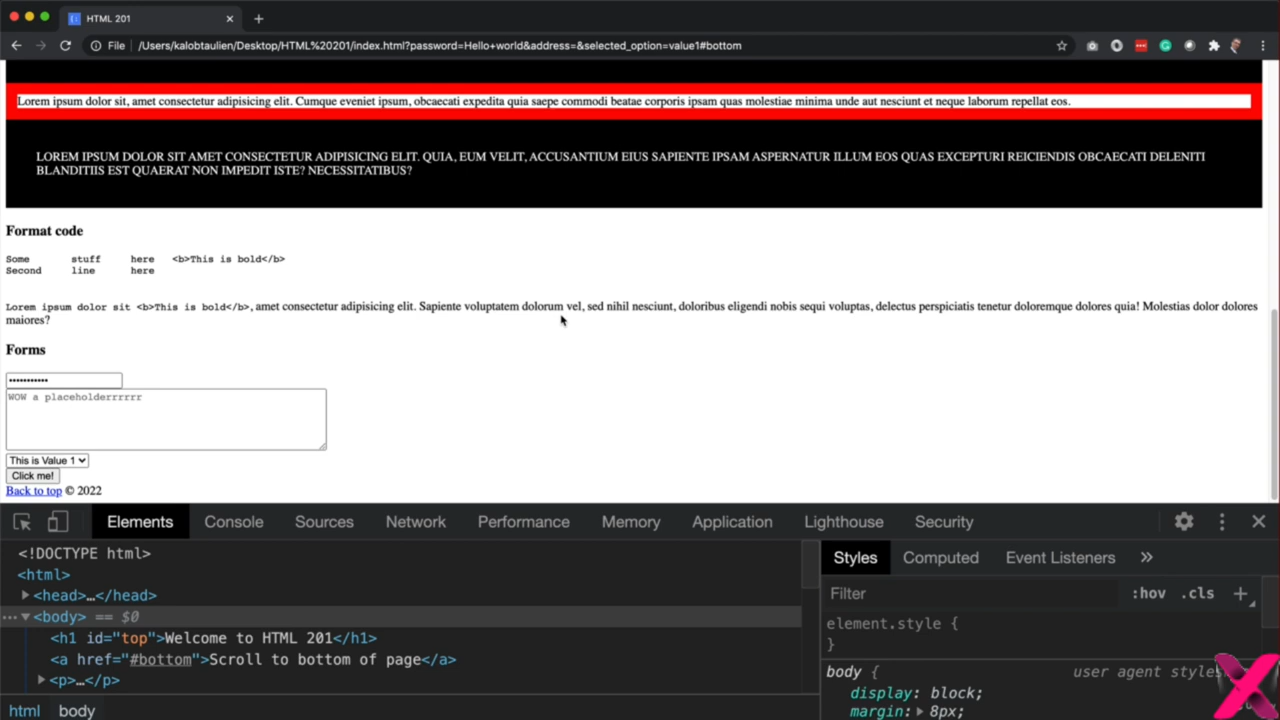 HTML 201
File
/Users/kalobtaulien/Desktop/HTML%20201/index.html?password=Hello+world&address=&selected_option=value1#bottom
Lorem ipsum dolor sit, amet consectetur adipisicing elit. Cumque eveniet ipsum, obcaecati expedita quia saepe commodi beatae corporis ipsam quas molestiae minima unde aut nesciunt et neque laborum repellat eos.
LOREM IPSUM DOLOR SIT AMET CONSECTETUR ADIPISICING ELIT. QUIA, EUM VELIT, ACCUSANTIUM EIUS SAPIENTE IPSAM ASPERNATUR ILLUM EOS QUAS EXCEPTURI REICIENDIS OBCAECATI DELENITI
BLANDITIIS EST QUAERAT NON IMPEDIT ISTE? NECESSITATIBUS?
Format code
Some stuff here <b>This is bold</b>
Second line here
Lorem ipsum dolor sit <b>This is bold</b>, amet consectetur adipisicing elit. Sapiente voluptatem dolorum vel, sed nihil nesciunt, doloribus eligendi nobis sequi voluptas, delectus perspiciatis tenetur doloremque dolores quia! Molestias dolor dolores
maiores?
Forms
•••••••••••
WOW a placeholderrrrrr
This is Value 1
Click me!
Back to top © 2022
Elements Console Sources Network Performance Memory Application Lighthouse Security
<!DOCTYPE html>
<html>
<head>…</head>
<body> == $0
<h1 id="top">Welcome to HTML 201</h1>
<a href="#bottom">Scroll to bottom of page</a>
<p>…</p>
html body
Styles Computed Event Listeners »
Filter :hov .cls +
element.style {
}
body { user agent styles
display: block;
margin: 8px;